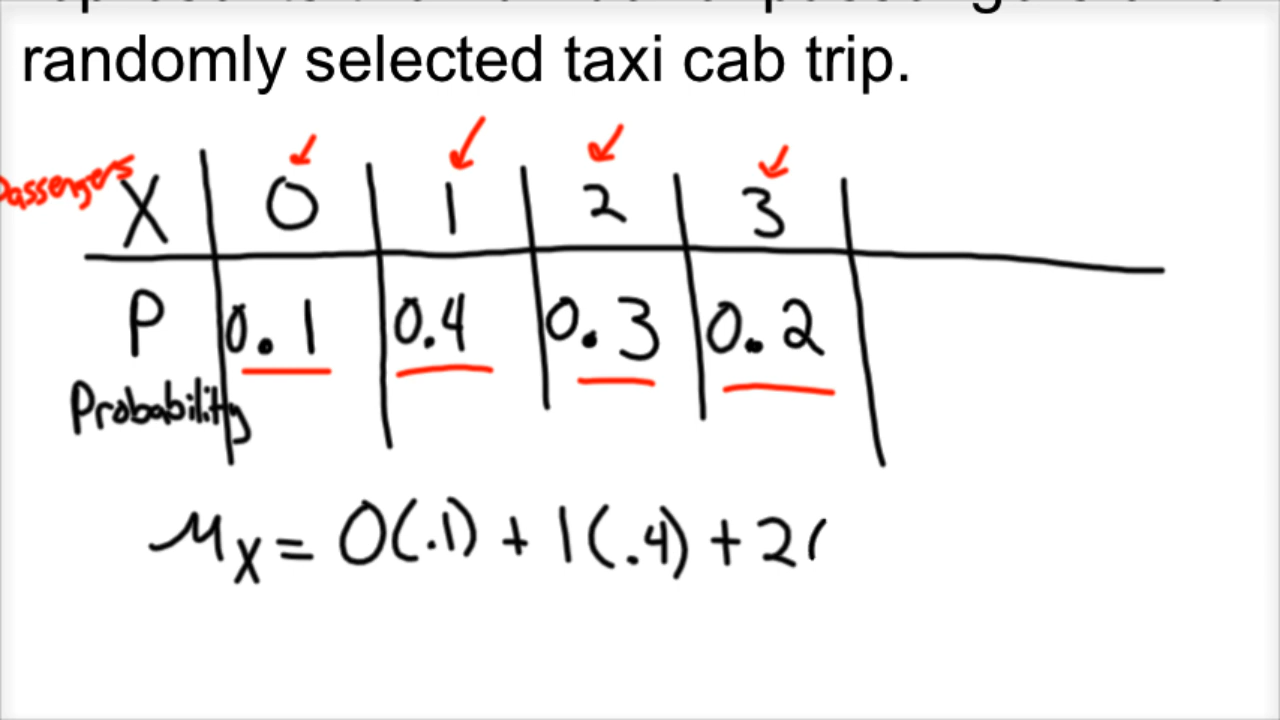 randomly selected taxi cab trip.
Passengers X 0 1 2 3
P 0.1 0.4 0.3 0.2
Probability
μx = 0(.1) + 1(.4) + 2(